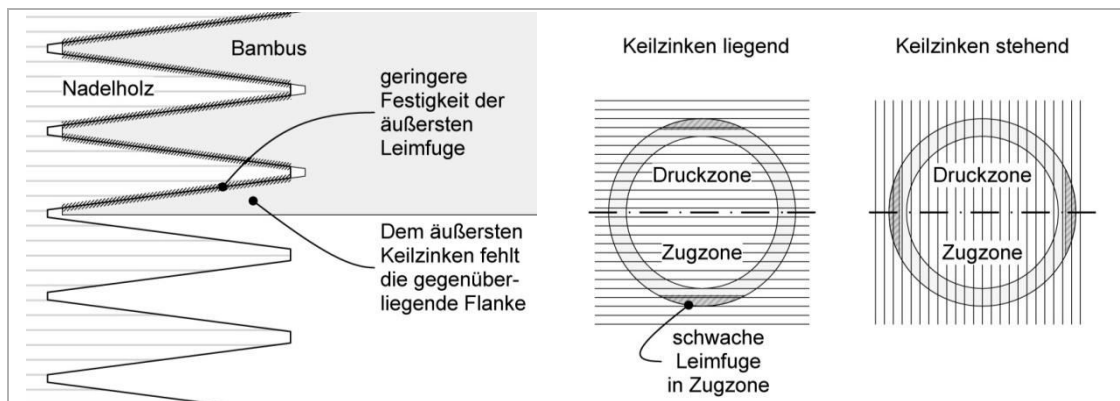 Bambus
Nadelholz
geringere
Festigkeit der
äußersten
Leimfuge
Dem äußersten
Keilzinken fehlt
die gegenüber-
liegende Flanke
Keilzinken liegend
Druckzone
Zugzone
schwache
Leimfuge
in Zugzone
Keilzinken stehend
Druckzone
Zugzone